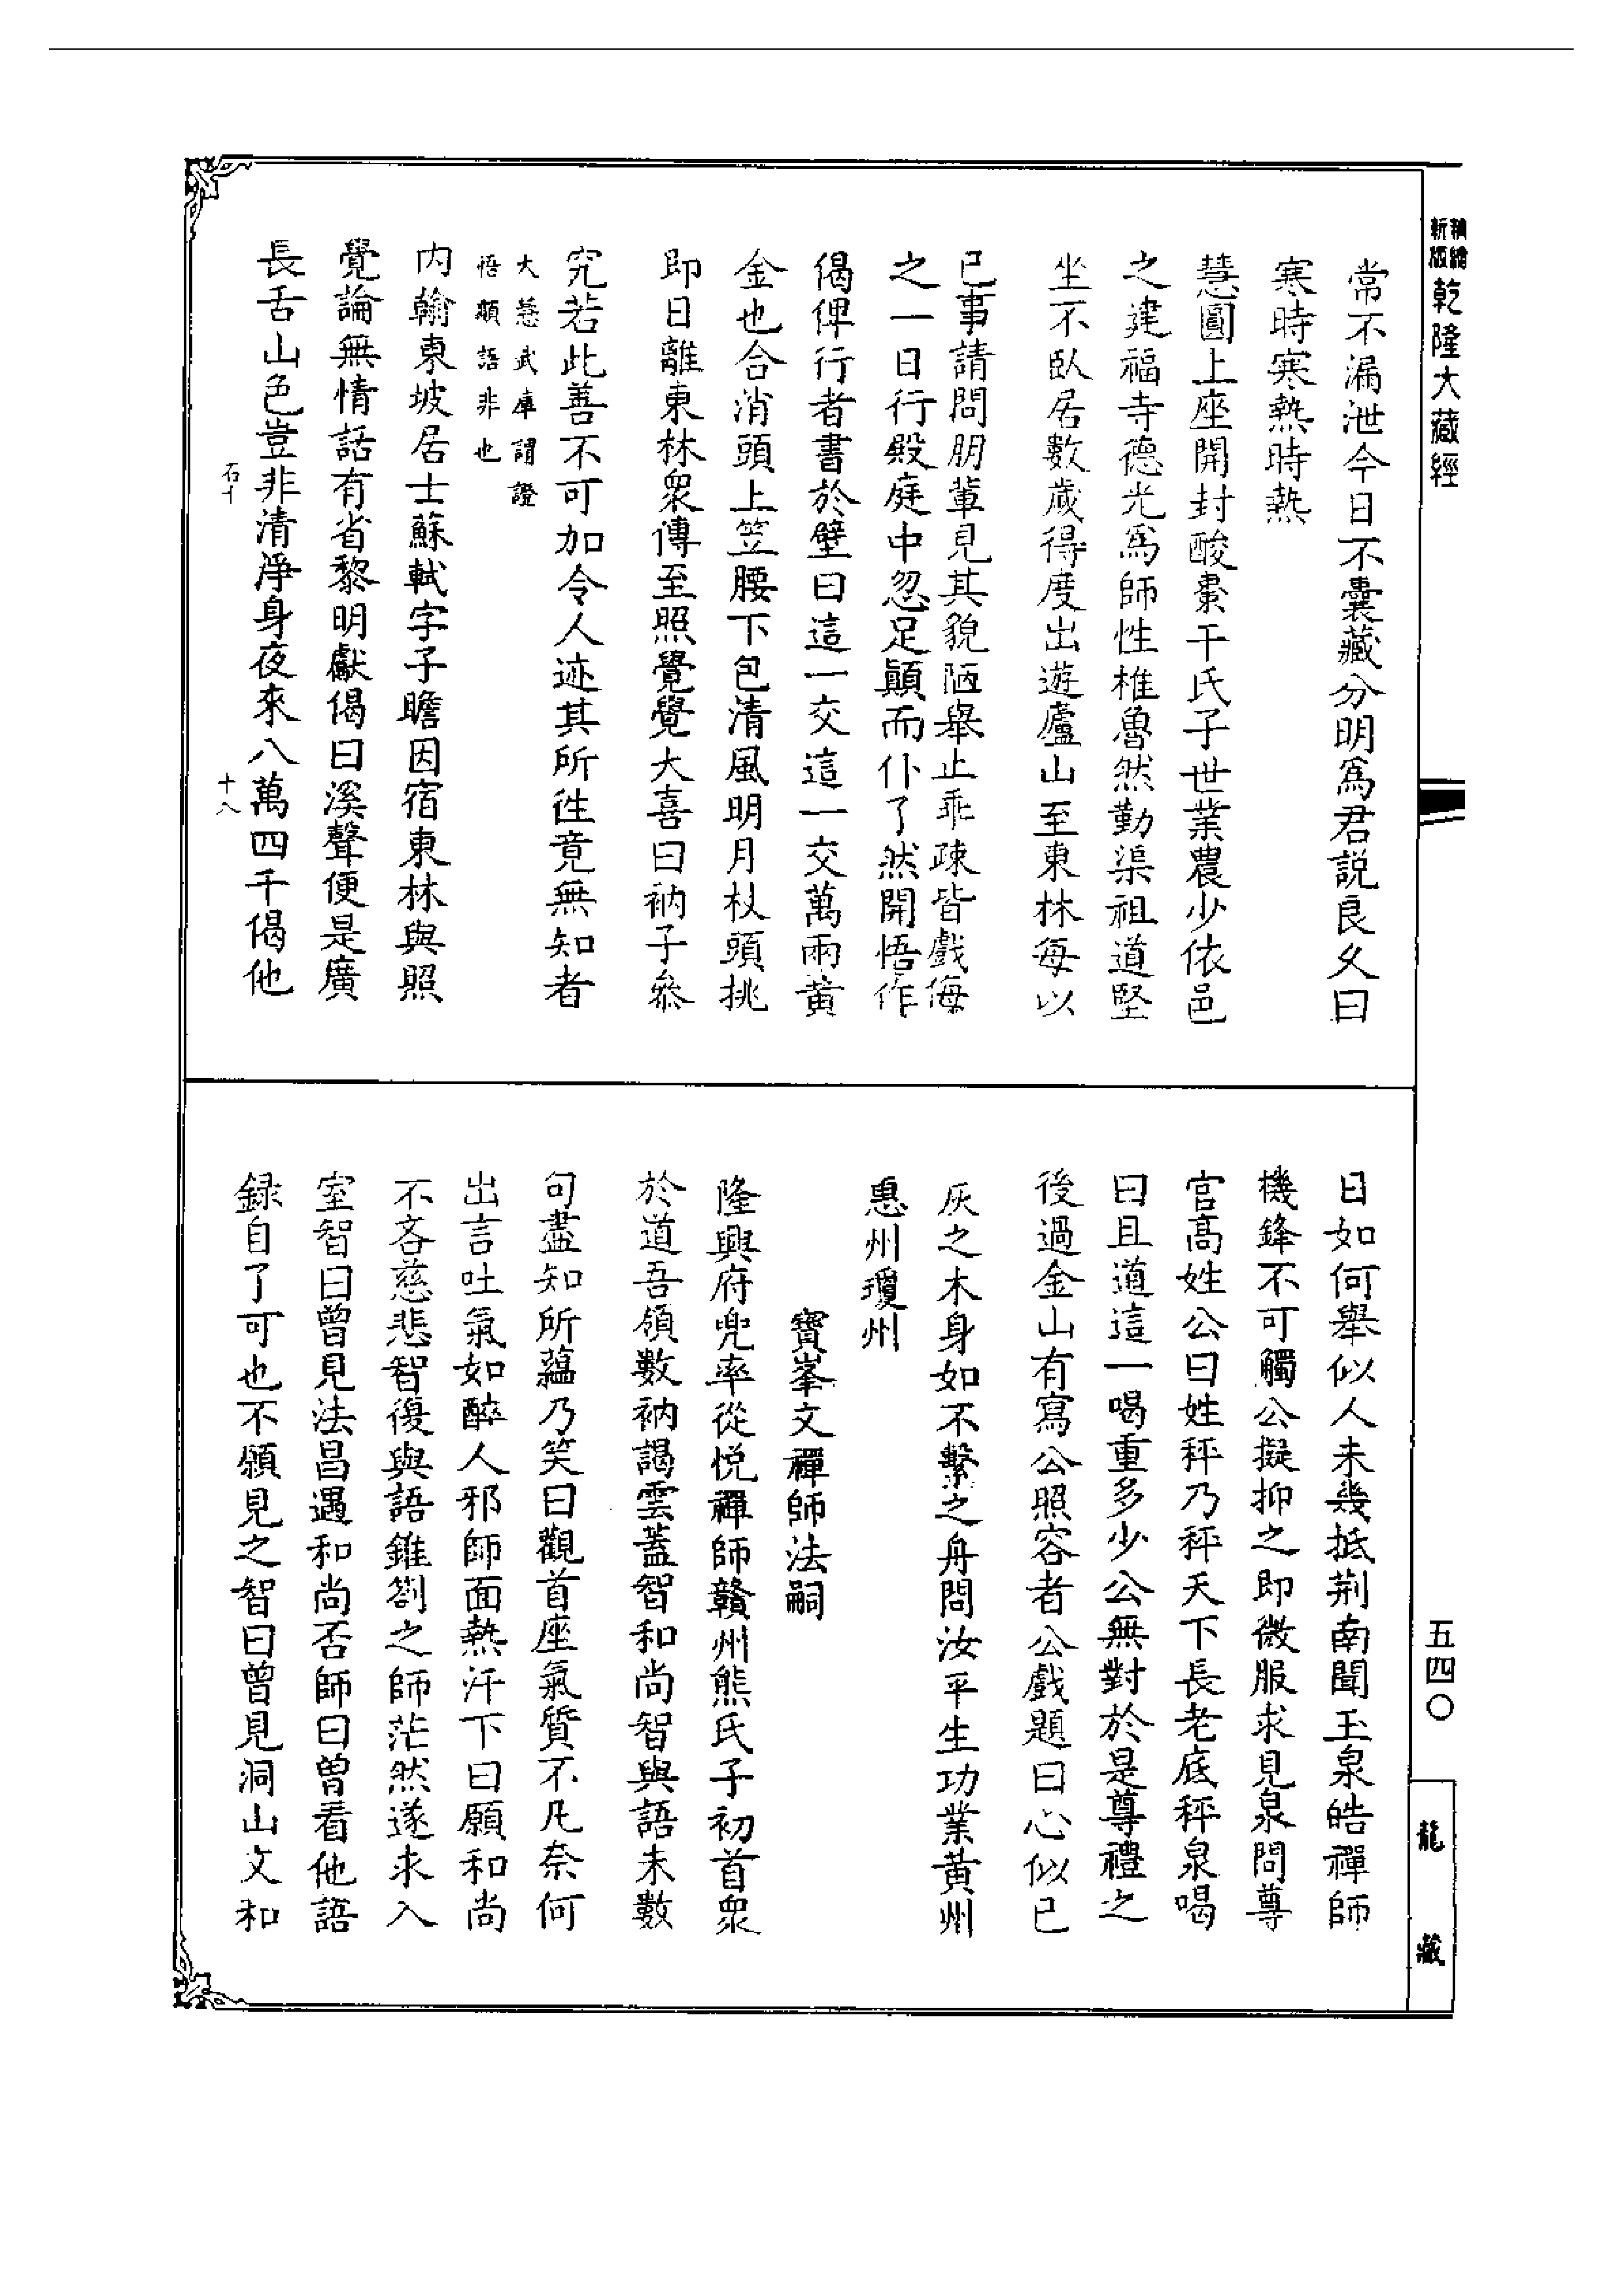 精繪新版乾隆大藏經
常不漏泄今日不囊藏分明爲君説良久曰
寒時寒熱時熱
慧圓上座開封酸棗干氏子世業農少依邑
之建福寺德光爲師性椎魯然勤渠祖道堅
坐不臥居數歲得度出遊廬山至東林每以
已事請問朋輩見其貌陋舉止乖疎皆戲侮
之一日行殿庭中忽足顛而仆了然開悟作
偈俾行者書於壁曰這一交這一交萬兩黃
金也合消頭上笠腰下包清風明月杖頭挑
即日離東林衆傳至照覺覺大喜曰衲子參
究若此善不可加令人迹其所徃竟無知者
大慧武庫謂證
悟顒語非也
内翰東坡居士蘇軾字子瞻因宿東林與照
覺論無情話有省黎明獻偈曰溪聲便是廣
長舌山色豈非清淨身夜來八萬四千偈他
石十 十八
五四〇
龍藏
日如何舉似人未幾抵荆南聞玉泉皓禪師
機鋒不可觸公擬抑之即微服求見泉問尊
官高姓公曰姓秤乃秤天下長老底秤泉喝
曰且道這一喝重多少公無對於是尊禮之
後過金山有寫公照容者公戲題曰心似已
灰之木身如不繫之舟問汝平生功業黃州
惠州瓊州
寶峯文禪師法嗣
隆興府兜率從悅禪師贛州熊氏子初首衆
於道吾領數衲謁雲蓋智和尚智與語未數
句盡知所蘊乃笑曰觀首座氣質不凡奈何
出言吐氣如醉人邪師面熱汗下曰願和尚
不吝慈悲智復與語錐劄之師茫然遂求入
室智曰曾見法昌遇和尚否師曰曾看他語
録自了可也不願見之智曰曾見洞山文和